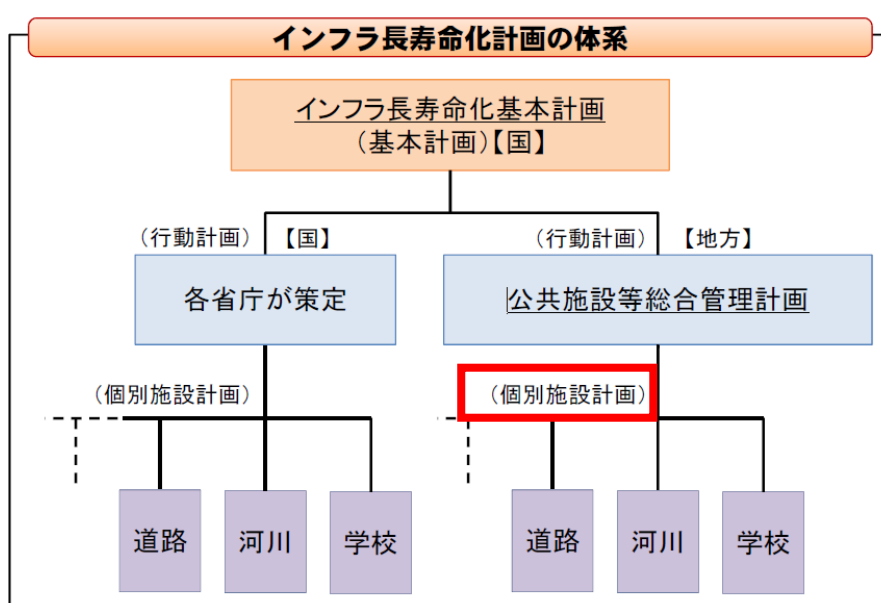 インフラ長寿命化計画の体系
インフラ長寿命化基本計画
(基本計画)【国】
(行動計画) 【国】
(行動計画) 【地方】
各省庁が策定
公共施設等総合管理計画
(個別施設計画)
(個別施設計画)
道路 河川 学校
道路 河川 学校